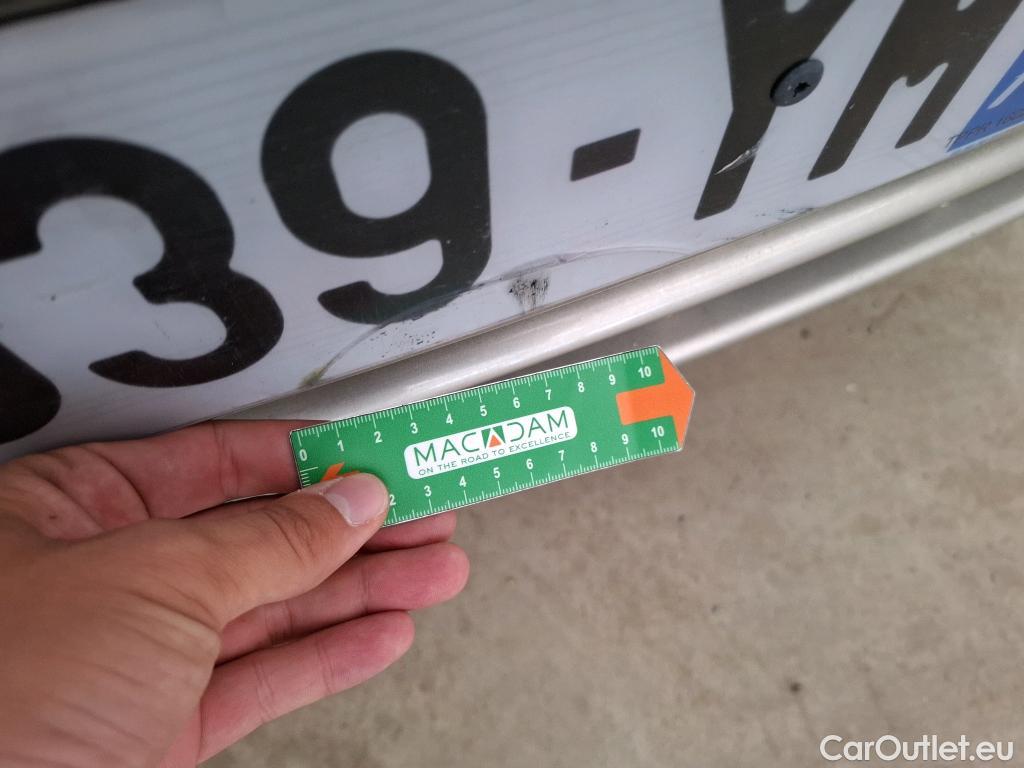 39-YM
0 1 2 3 4 5 6 7 8 9 10
MACADAM
ON THE ROAD TO EXCELLENCE
2 3 4 5 6 7 8 9 10
CarOutlet.eu